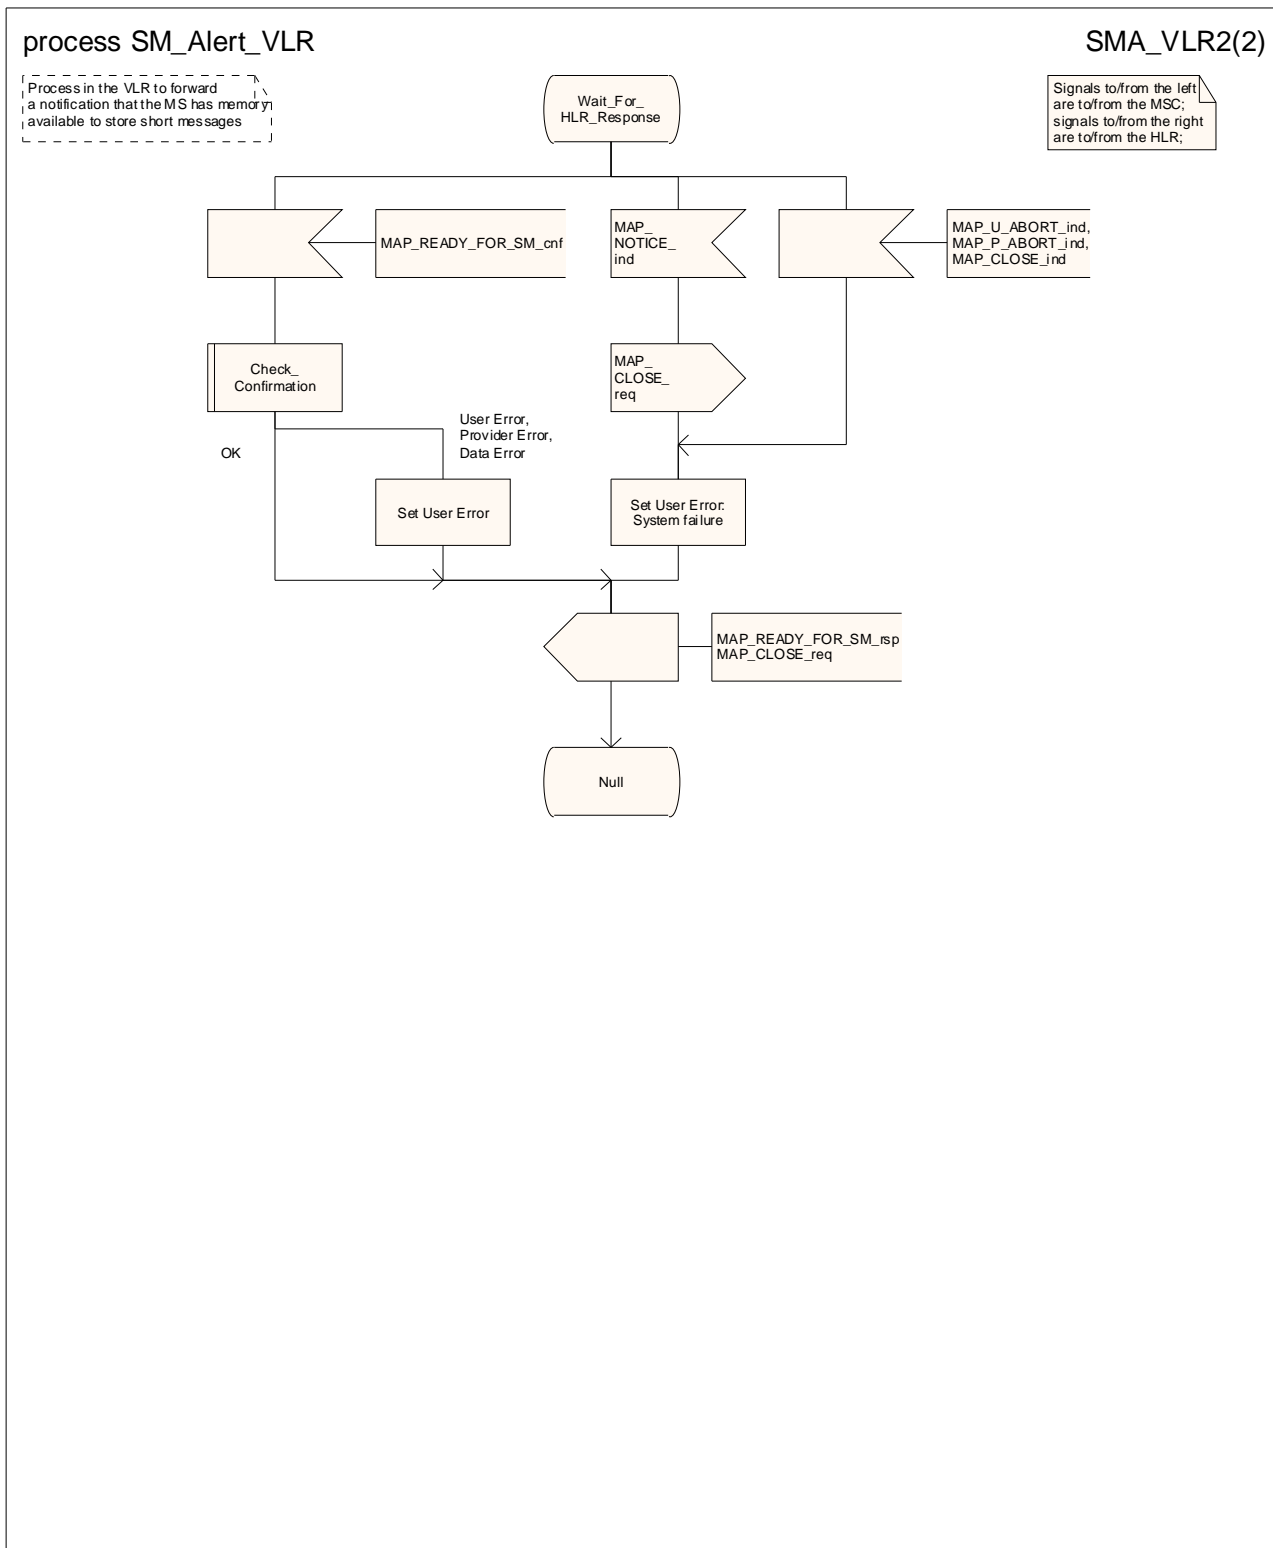 process SM_Alert_VLR
SMA_VLR2(2)
Process in the VLR to forward
a notification that the MS has memory
available to store short messages
Wait_For_
HLR_Response
Signals to/from the left
are to/from the MSC;
signals to/from the right
are to/from the HLR;
MAP_READY_FOR_SM_cnf
MAP_
NOTICE_
ind
MAP_U_ABORT_ind,
MAP_P_ABORT_ind,
MAP_CLOSE_ind
Check_
Confirmation
MAP_
CLOSE_
req
OK
User Error,
Provider Error,
Data Error
Set User Error
Set User Error:
System failure
MAP_READY_FOR_SM_rsp
MAP_CLOSE_req
Null